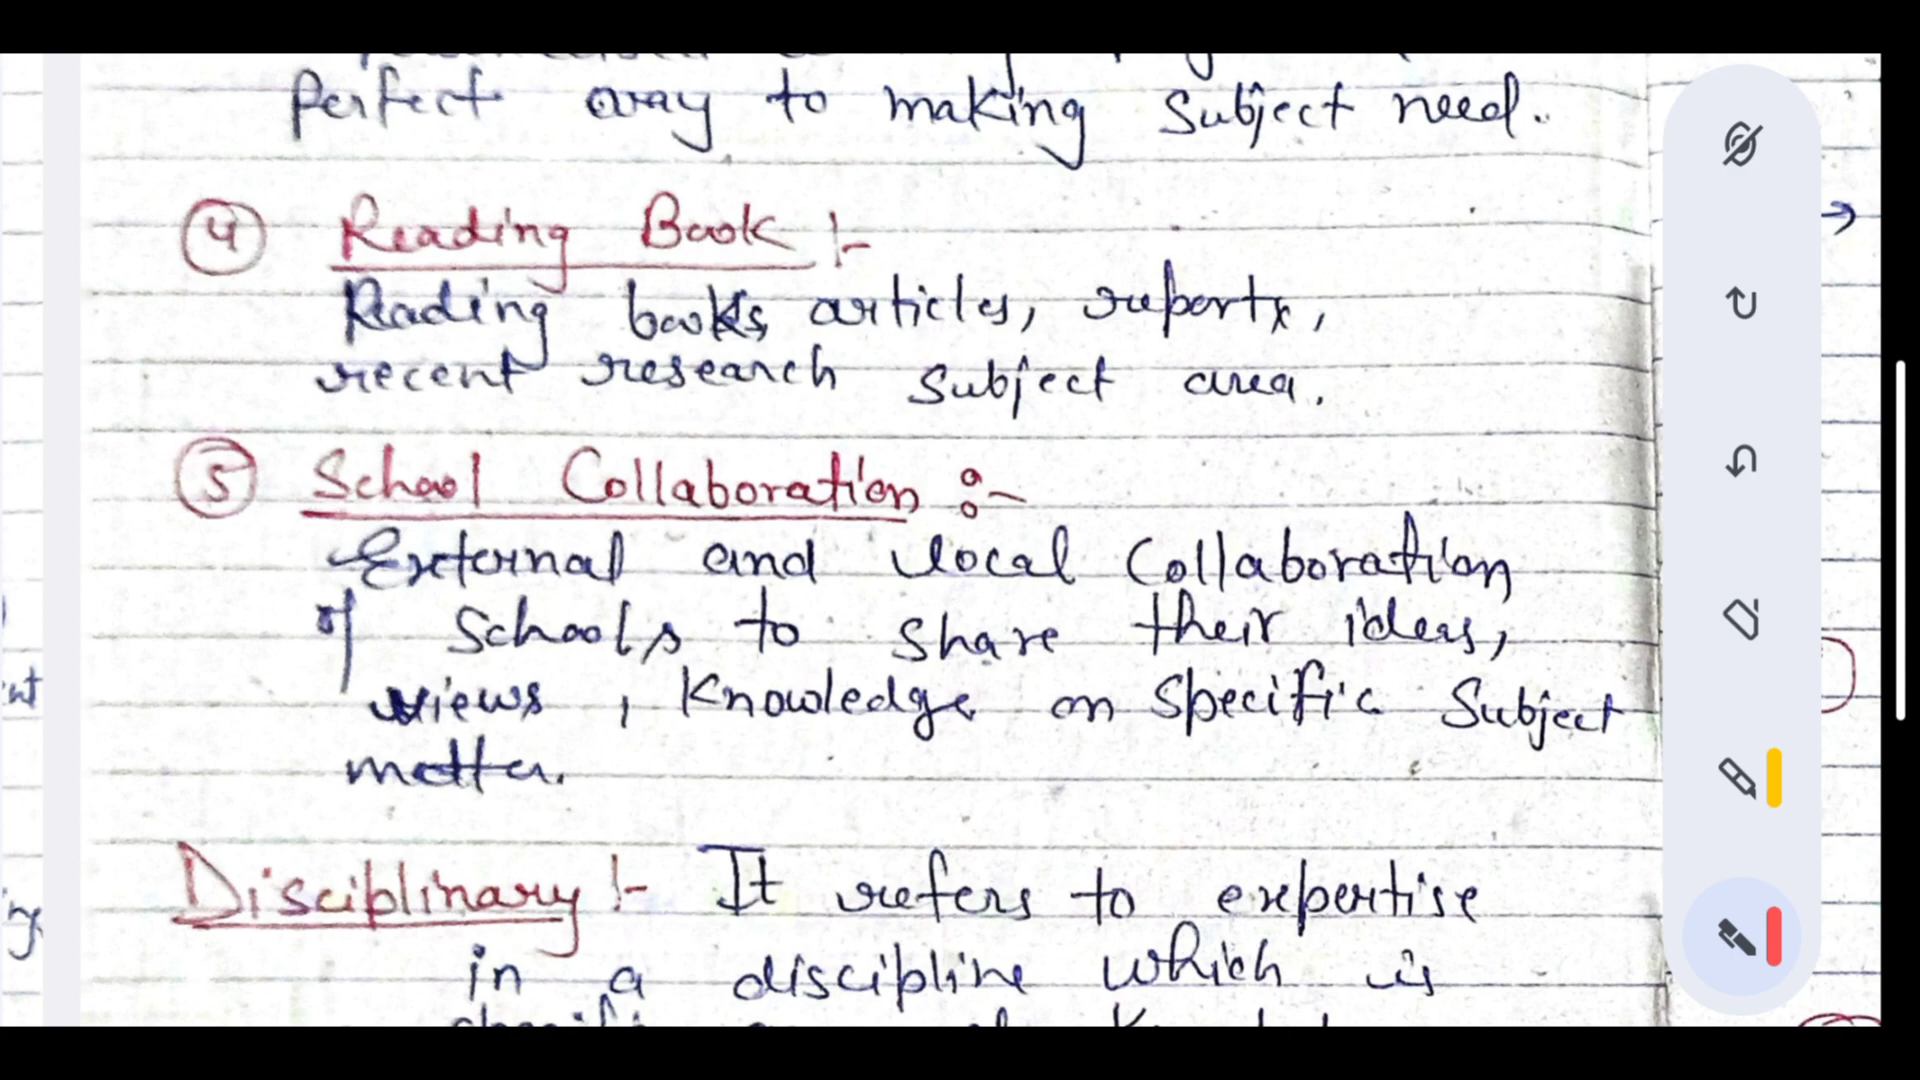 Perfect way to making Subject need.
④ Reading Book :-
Reading books, articles, reports,
recent research subject area.
⑤ School Collaboration :-
External and local Collaboration
of Schools to share their ideas,
views, Knowledge on specific Subject
matter.
Disciplinary :- It refers to expertise
in a discipline which is